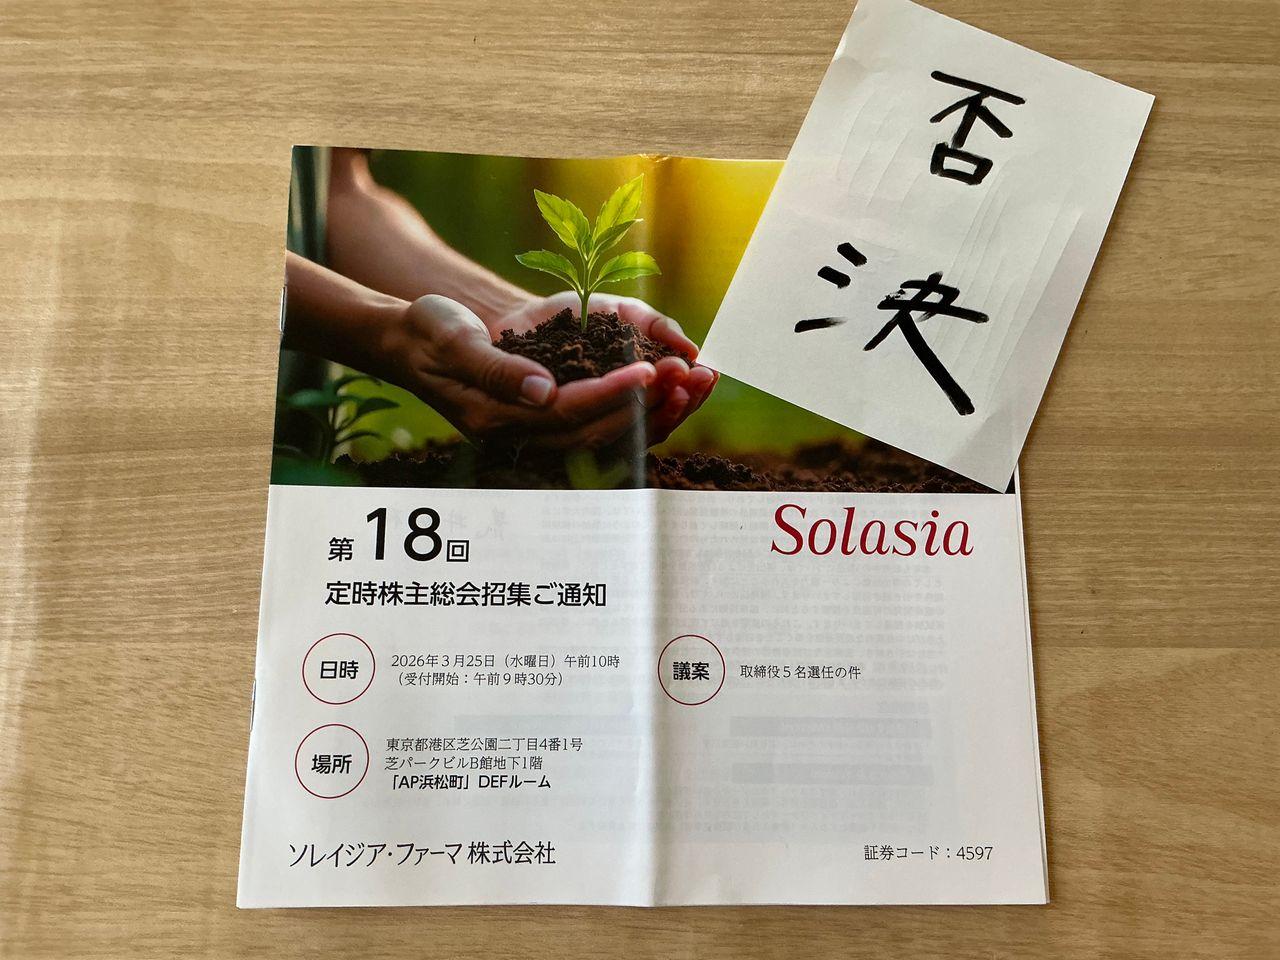 否
決
Solasia
第18回
定時株主総会招集ご通知
日時
2026年3月25日（水曜日）午前10時
（受付開始：午前9時30分）
場所
東京都港区芝公園二丁目4番1号
芝パークビルB館地下1階
「AP浜松町」DEFルーム
議案
取締役5名選任の件
ソレイジア・ファーマ 株式会社
証券コード：4597